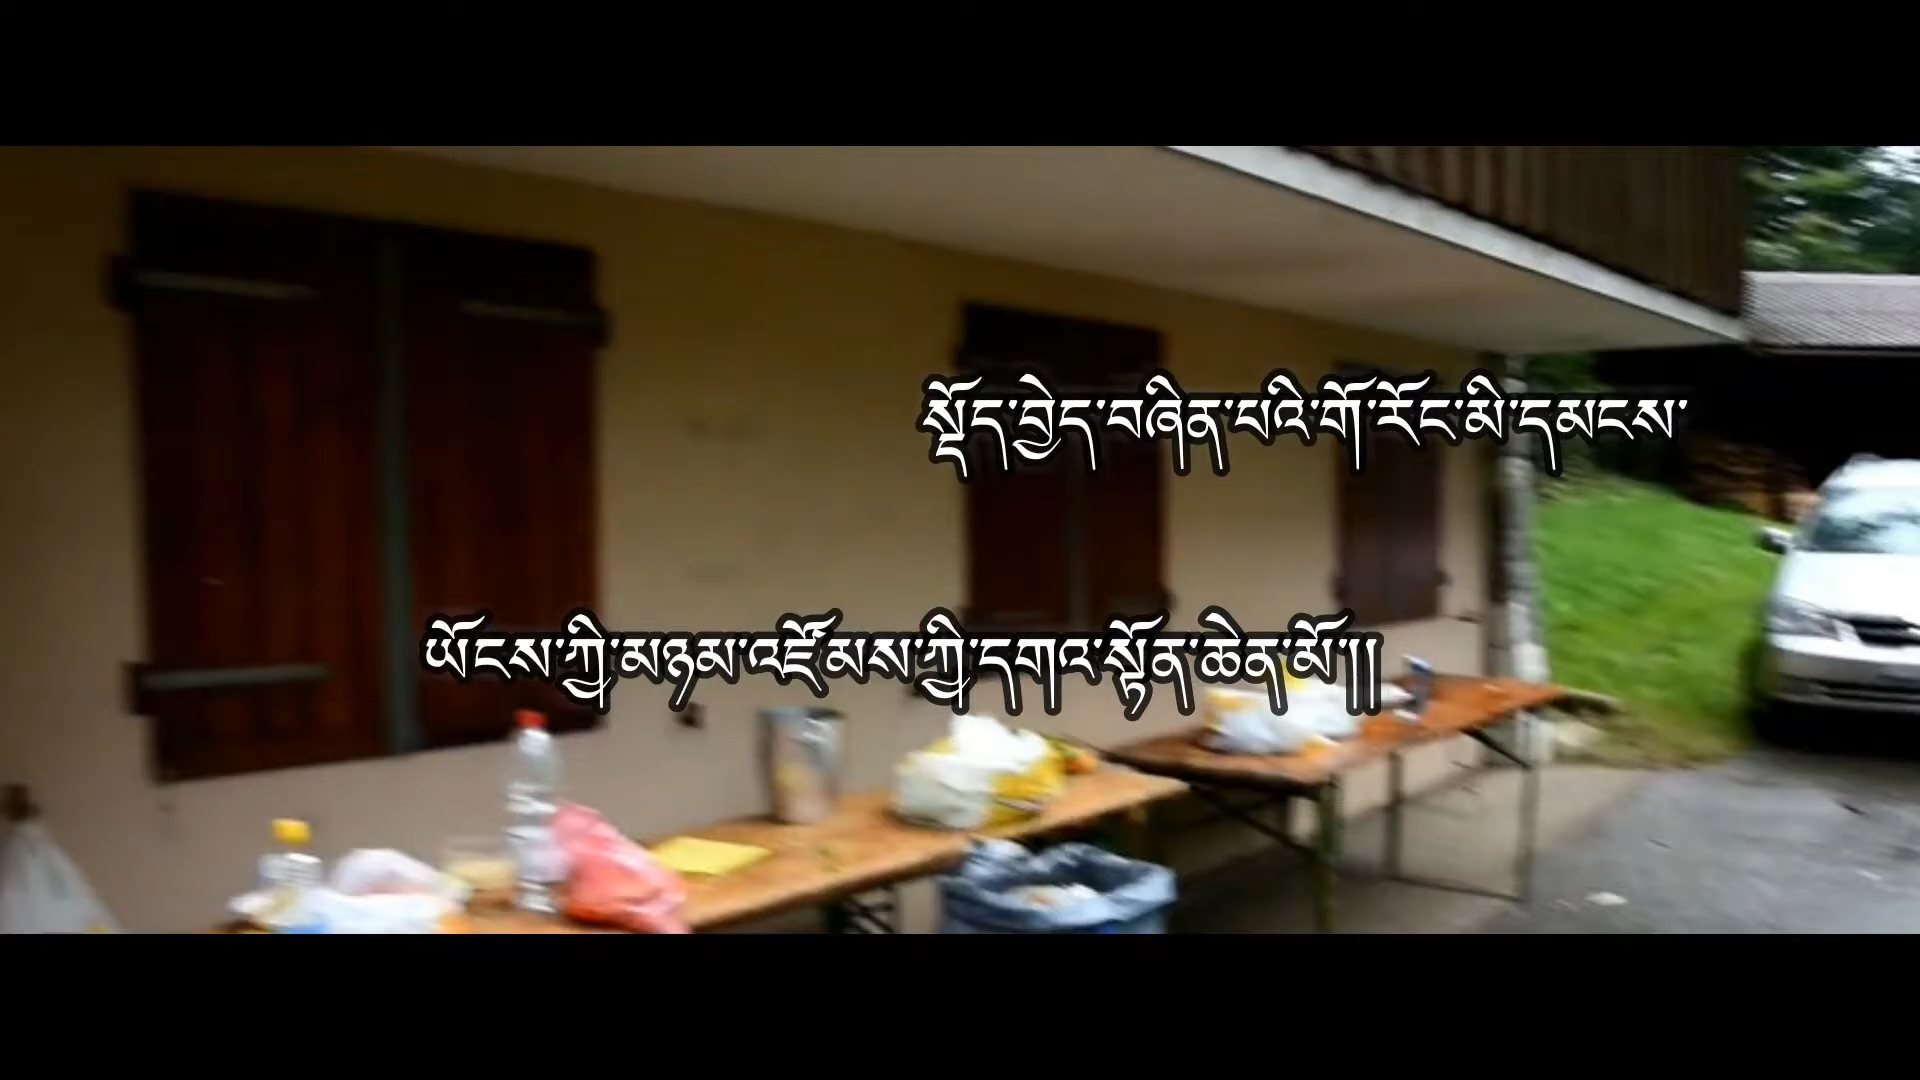 སྡོད་བྱེད་བཞིན་པའི་གོ་རོང་མི་དམངས་
ཡོངས་ཀྱི་མཉམ་འཛོམས་ཀྱི་དགའ་སྟོན་ཆེན་མོ་།།